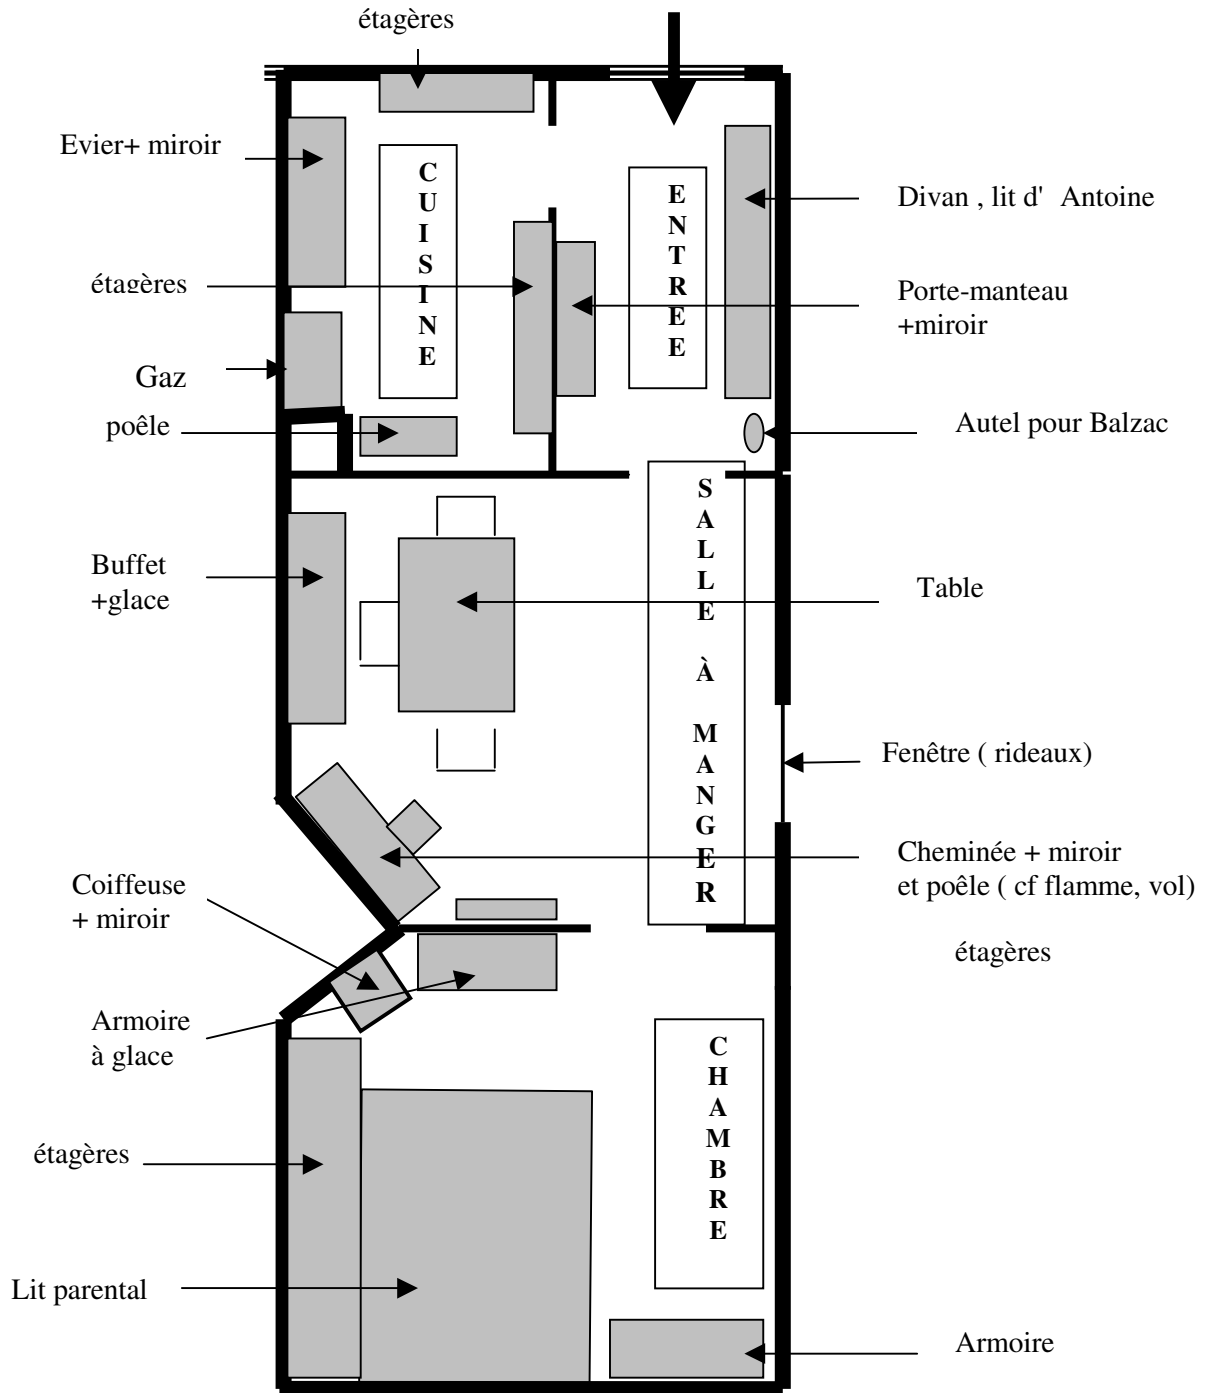 étagères
Evier+ miroir
CUISINE
ENTREE
Divan , lit d' Antoine
étagères
Porte-manteau
+miroir
Gaz
poêle
Autel pour Balzac
SALLE À MANGER
Buffet
+glace
Table
Fenêtre ( rideaux)
Cheminée + miroir
et poêle ( cf flamme, vol)
Coiffeuse
+ miroir
étagères
Armoire
à glace
CHAMBRE
étagères
Lit parental
Armoire